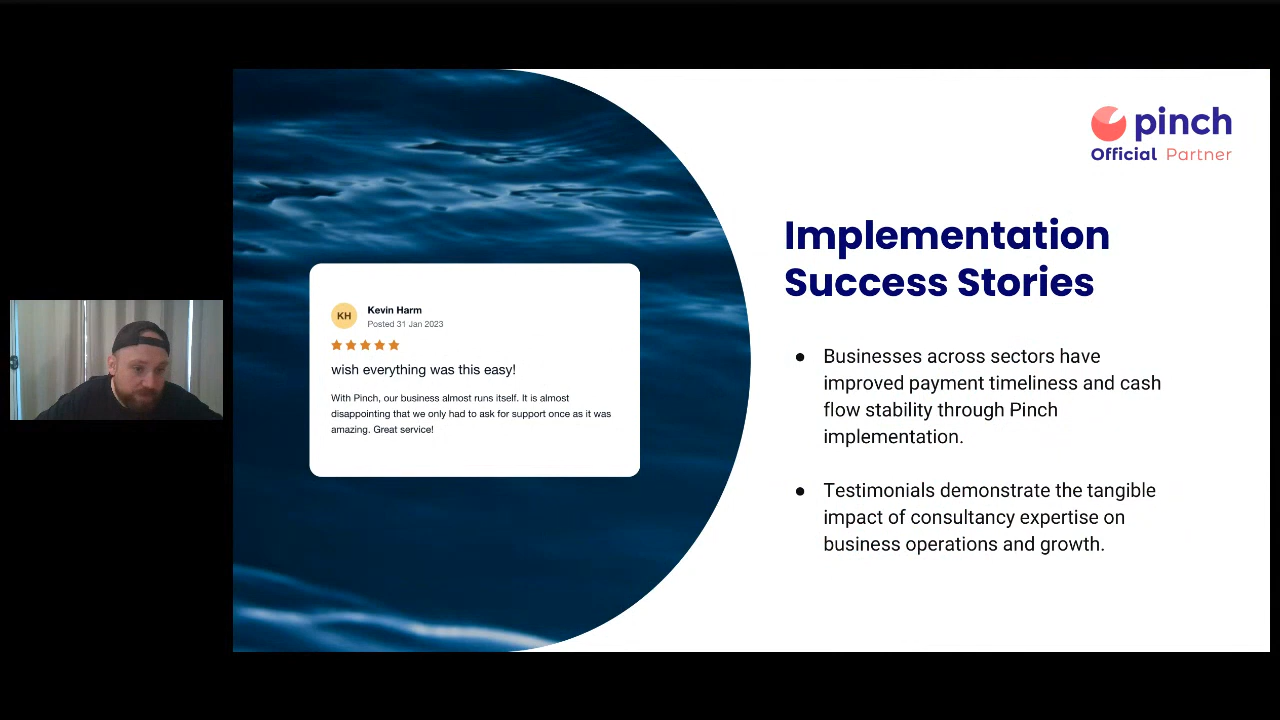 pinch
Official Partner
Implementation
Success Stories
KH
Kevin Harm
Posted 31 Jan 2023
wish everything was this easy!
With Pinch, our business almost runs itself. It is almost
disappointing that we only had to ask for support once as it was
amazing. Great service!
● Businesses across sectors have
improved payment timeliness and cash
flow stability through Pinch
implementation.
● Testimonials demonstrate the tangible
impact of consultancy expertise on
business operations and growth.